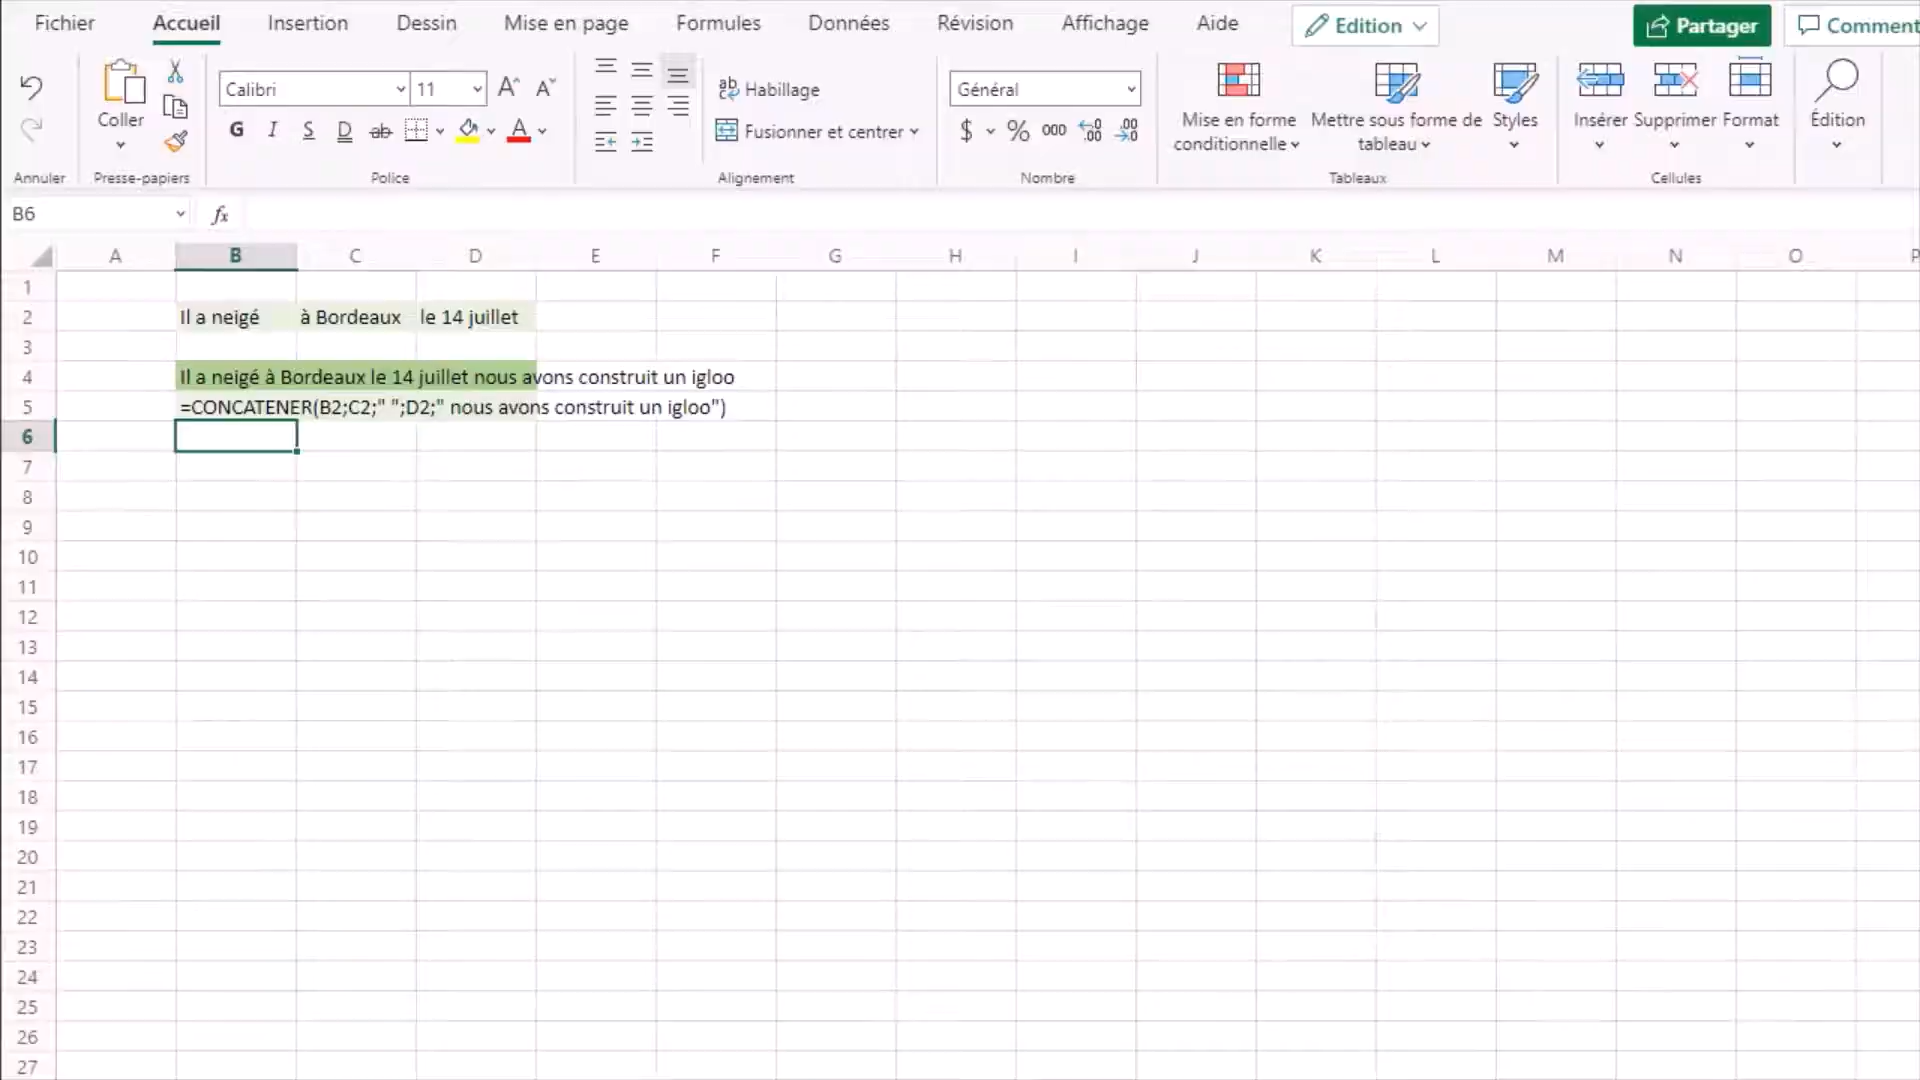 Fichier Accueil Insertion Dessin Mise en page Formules Données Révision Affichage Aide Edition Partager Comment
Coller
Calibri 11
G I S D ab
ab Habillage
Fusionner et centrer
Général
$ % 000 ,0 ,00 ,00 ,0
Mise en forme conditionnelle
Mettre sous forme de tableau
Styles
Insérer Supprimer Format
Édition
Annuler Presse-papiers Police Alignement Nombre Tableaux Cellules
B6 fx
A B C D E F G H I J K L M N O P
1
2 Il a neigé à Bordeaux le 14 juillet
3
4 Il a neigé à Bordeaux le 14 juillet nous avons construit un igloo
5 =CONCATENER(B2;C2;" ";D2;" nous avons construit un igloo")
6
7
8
9
10
11
12
13
14
15
16
17
18
19
20
21
22
23
24
25
26
27